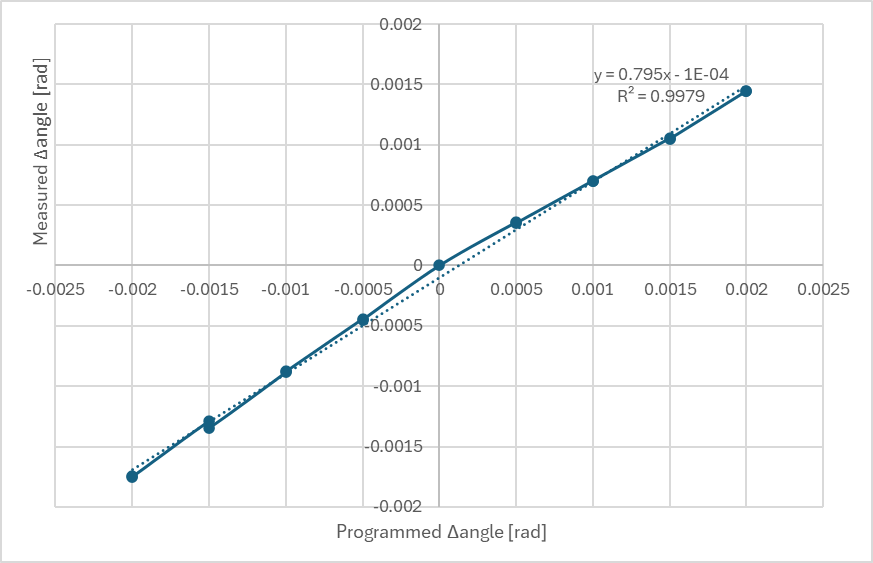 0.002
0.0015
0.001
0.0005
0
-0.0005
-0.001
-0.0015
-0.002
-0.0025 -0.002 -0.0015 -0.001 -0.0005 0 0.0005 0.001 0.0015 0.002 0.0025
Measured Δangle [rad]
y = 0.795x - 1E-04
R² = 0.9979
Programmed Δangle [rad]